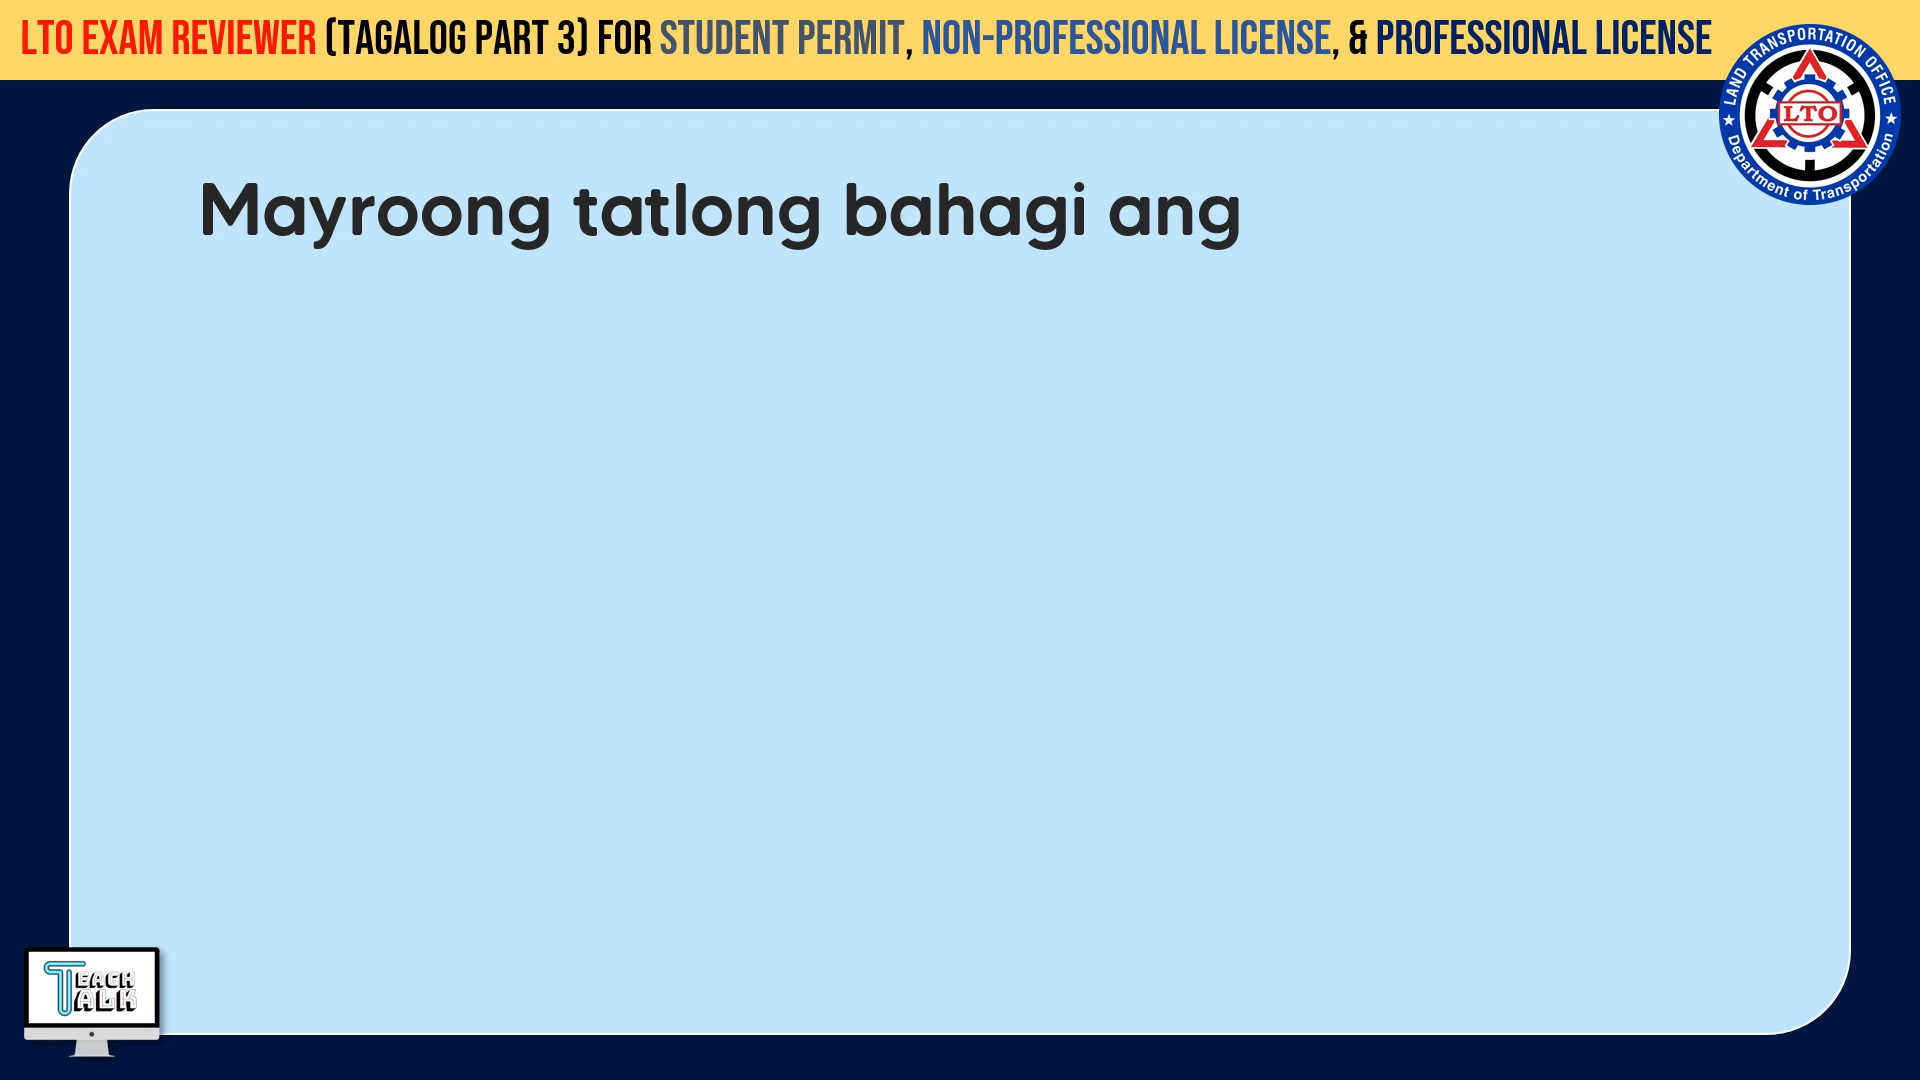 LTO EXAM REVIEWER (TAGALOG PART 3) FOR STUDENT PERMIT, NON-PROFESSIONAL LICENSE, & PROFESSIONAL LICENSE
LAND TRANSPORTATION OFFICE
LTO
Department of Transportation
Mayroong tatlong bahagi ang
TEACH
TALK